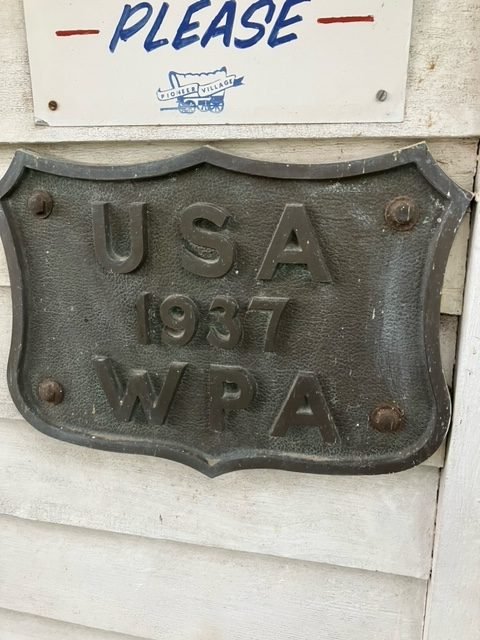 — PLEASE —
PIONEER VILLAGE
USA
1937
WPA